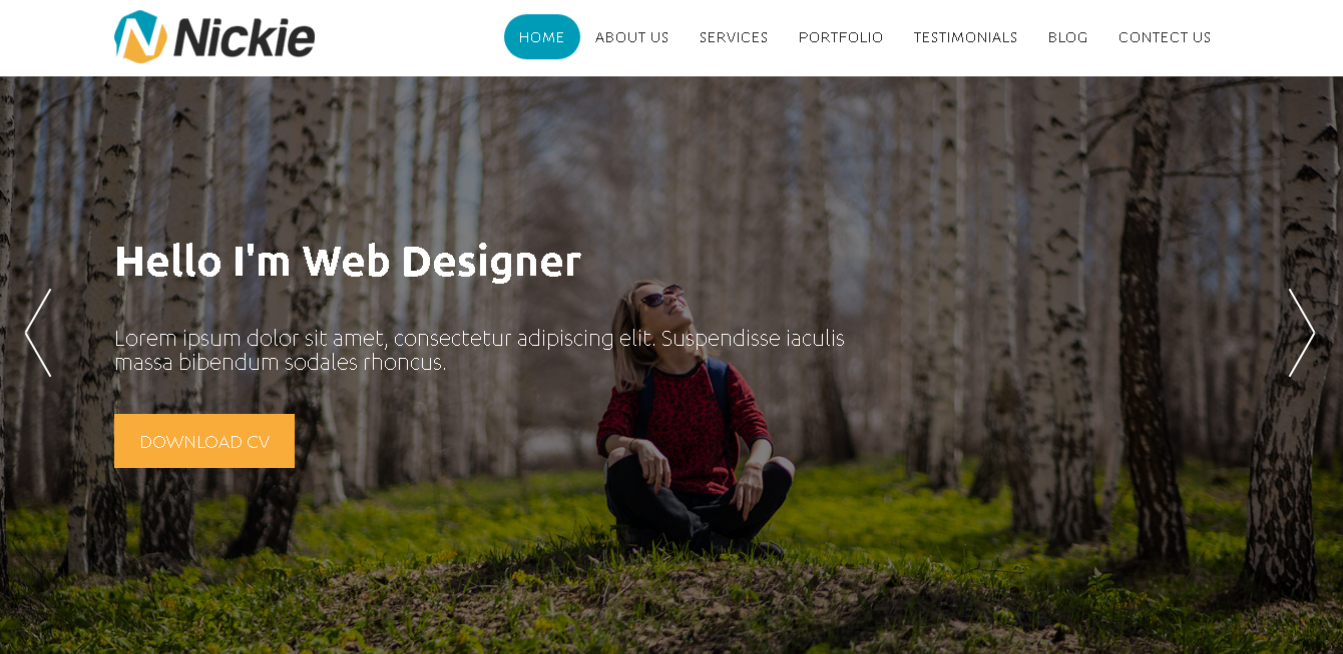 Nickie
HOME ABOUT US SERVICES PORTFOLIO TESTIMONIALS BLOG CONTACT US
Hello I'm Web Designer
Lorem ipsum dolor sit amet, consectetur adipiscing elit. Suspendisse iaculis
massa bibendum sodales rhoncus.
DOWNLOAD CV